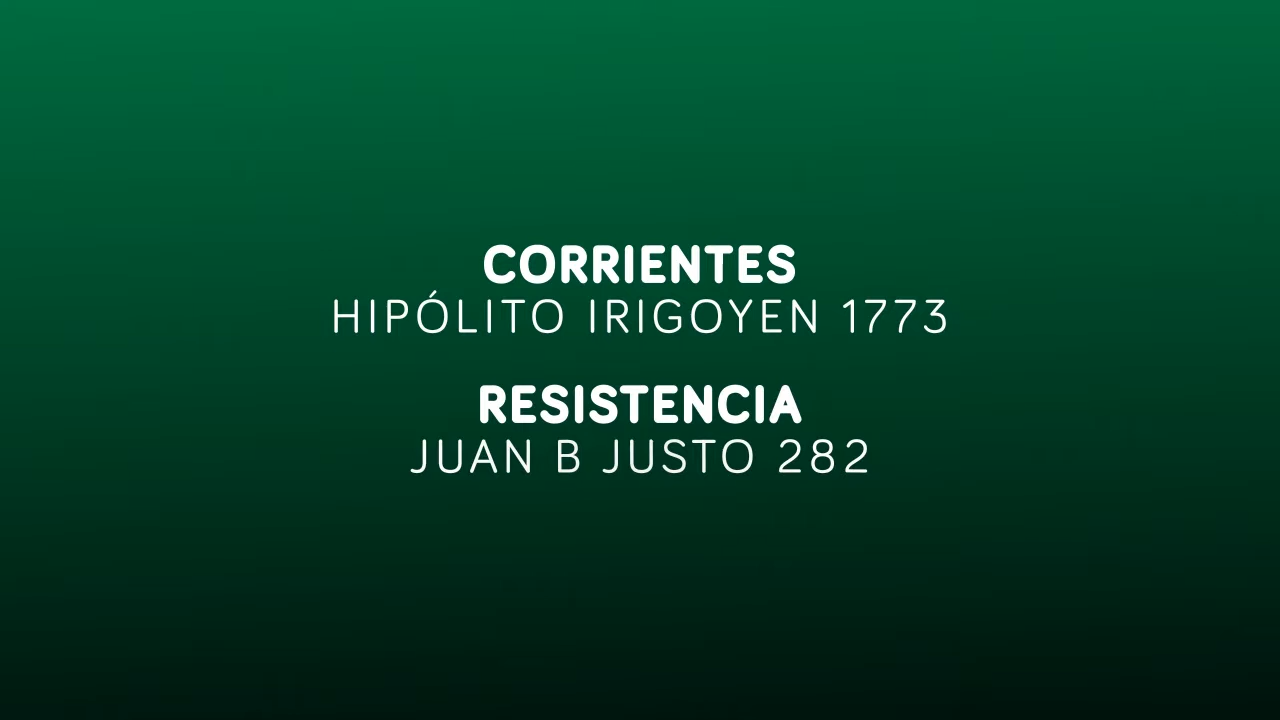 CORRIENTES
HIPÓLITO IRIGOYEN 1773
RESISTENCIA
JUAN B JUSTO 282